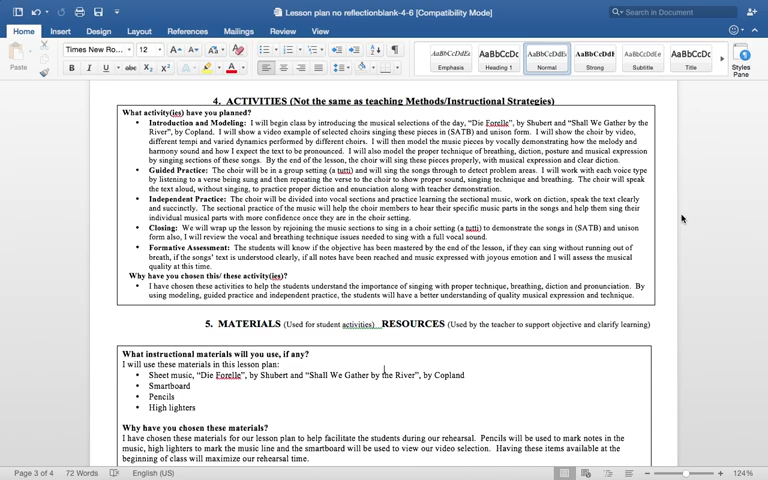 Lesson plan no reflectionblank-4-6 [Compatibility Mode]
Search in Document
Home Insert Design Layout References Mailings Review View
Paste
Times New Ro... 12
B I U abc X₂ X²
AaBbCcDdEe AaBbCcDc AaBbCcDdEe AaBbCcDdE AaBbCcDdEe AaBbCcDc
Emphasis Heading 1 Normal Strong Subtitle Title
Styles
Pane
4. ACTIVITIES (Not the same as teaching Methods/Instructional Strategies)
What activity(ies) have you planned?
• Introduction and Modeling: I will begin class by introducing the musical selections of the day, "Die Forelle", by Shubert and "Shall We Gather by the
River", by Copland. I will show a video example of selected choirs singing these pieces in (SATB) and unison form. I will show the choir by video,
different tempi and varied dynamics performed by different choirs. I will then model the music pieces by vocally demonstrating how the melody and
harmony sound and how I expect the text to be pronounced. I will also model the proper technique of breathing, diction, posture and musical expression
by singing sections of these songs. By the end of the lesson, the choir will sing these pieces properly, with musical expression and clear diction.
• Guided Practice: The choir will be in a group setting (a tutti) and will sing the songs through to detect problem areas. I will work with each voice type
by listening to a verse being sung and then repeating the verse to the choir to show proper sound, singing technique and breathing. The choir will speak
the text aloud, without singing, to practice proper diction and enunciation along with teacher demonstration.
• Independent Practice: The choir will be divided into vocal sections and practice learning the sectional music, work on diction, speak the text clearly
and succinctly. The sectional practice of the music will help the choir members to hear their specific music parts in the songs and help them sing their
individual musical parts with more confidence once they are in the choir setting.
• Closing: We will wrap up the lesson by rejoining the music sections to sing in a choir setting (a tutti) to demonstrate the songs in (SATB) and unison
form also, I will review the vocal and breathing technique issues needed to sing with a full vocal sound.
• Formative Assessment: The students will know if the objective has been mastered by the end of the lesson, if they can sing without running out of
breath, if the songs' text is understood clearly, if all notes have been reached and music expressed with joyous emotion and I will assess the musical
quality at this time.
Why have you chosen this/ these activity(ies)?
• I have chosen these activities to help the students understand the importance of singing with proper technique, breathing, diction and pronunciation. By
using modeling, guided practice and independent practice, the students will have a better understanding of quality musical expression and technique.
5. MATERIALS (Used for student activities) RESOURCES (Used by the teacher to support objective and clarify learning)
What instructional materials will you use, if any?
I will use these materials in this lesson plan:
• Sheet music, "Die Forelle", by Shubert and "Shall We Gather by the River", by Copland
• Smartboard
• Pencils
• High lighters
Why have you chosen these materials?
I have chosen these materials for our lesson plan to help facilitate the students during our rehearsal. Pencils will be used to mark notes in the
music, high lighters to mark the music line and the smartboard will be used to view our video selection. Having these items available at the
beginning of class will maximize our rehearsal time.
Page 3 of 4 72 Words English (US) 124%